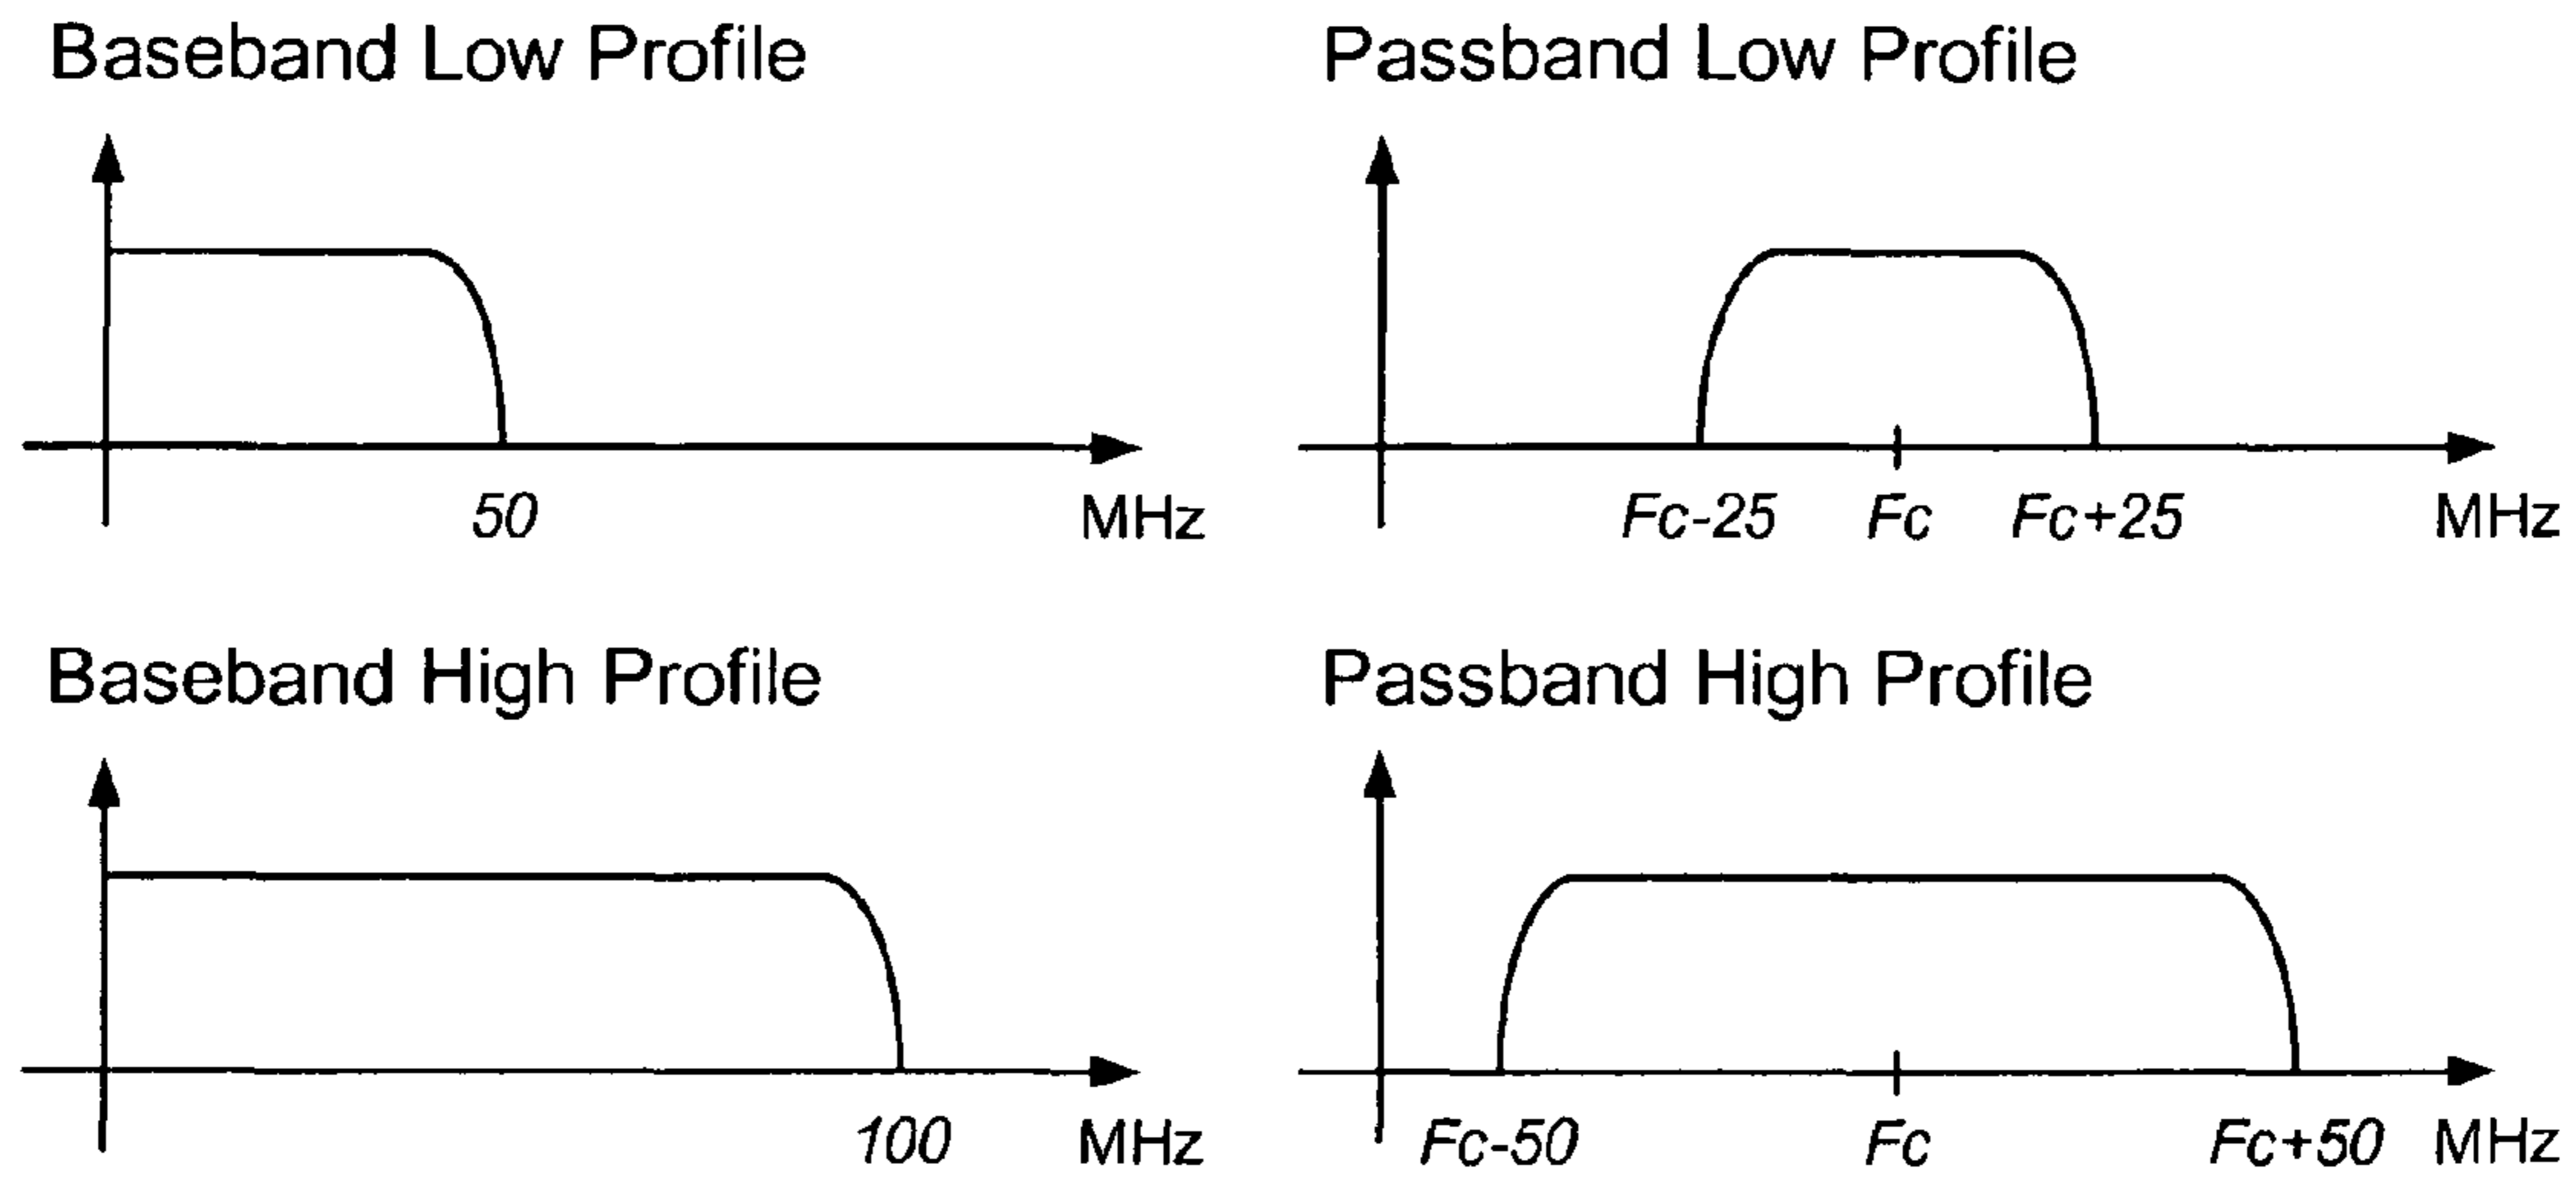 Baseband Low Profile
Passband Low Profile
50 MHz
Fc-25 Fc Fc+25 MHz
Baseband High Profile
Passband High Profile
100 MHz
Fc-50 Fc Fc+50 MHz